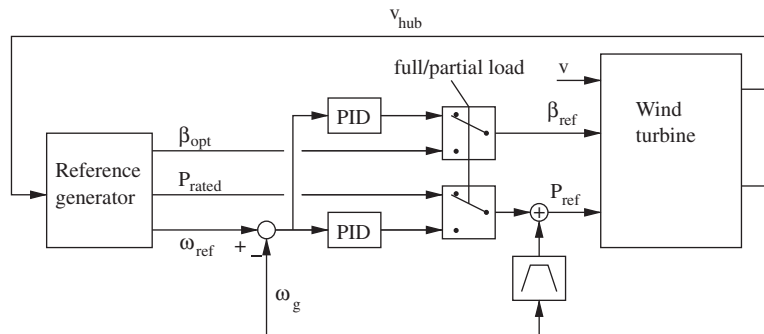 v_hub
full/partial load
v
PID
β_ref
Wind
turbine
β_opt
Reference
generator
P_rated
P_ref
ω_ref
+
−
PID
+
ω_g